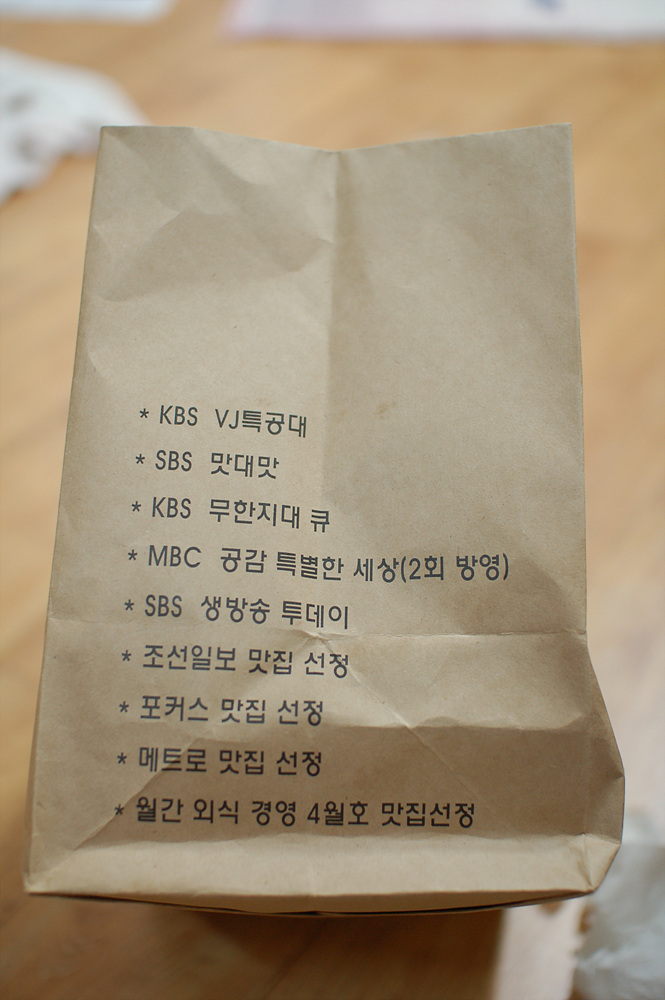 * KBS VJ특공대
* SBS 맛대맛
* KBS 무한지대 큐
* MBC 공감 특별한 세상(2회 방영)
* SBS 생방송 투데이
* 조선일보 맛집 선정
* 포커스 맛집 선정
* 메트로 맛집 선정
* 월간 외식 경영 4월호 맛집선정